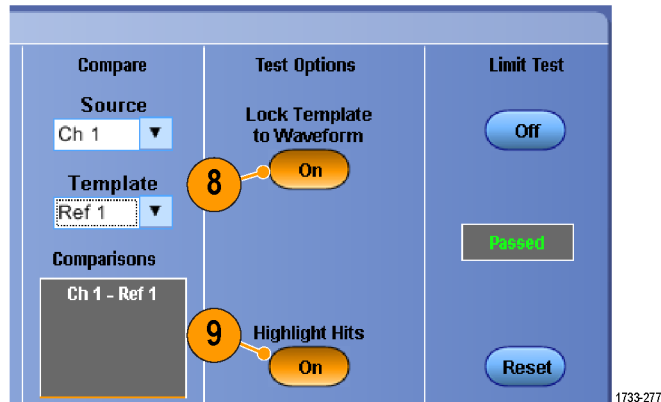 Compare
Source
Ch 1
Template
Ref 1
Comparisons
Ch 1 - Ref 1
Test Options
Lock Template
to Waveform
8
On
9
Highlight Hits
On
Limit Test
Off
Passed
Reset
1733-277